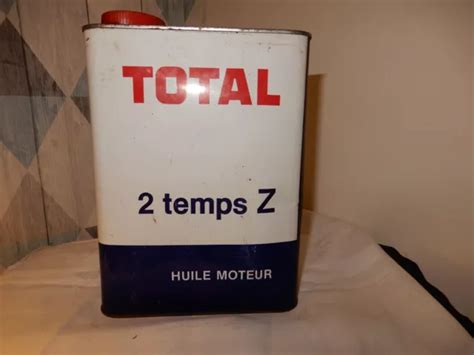 TOTAL
2 temps Z
HUILE MOTEUR